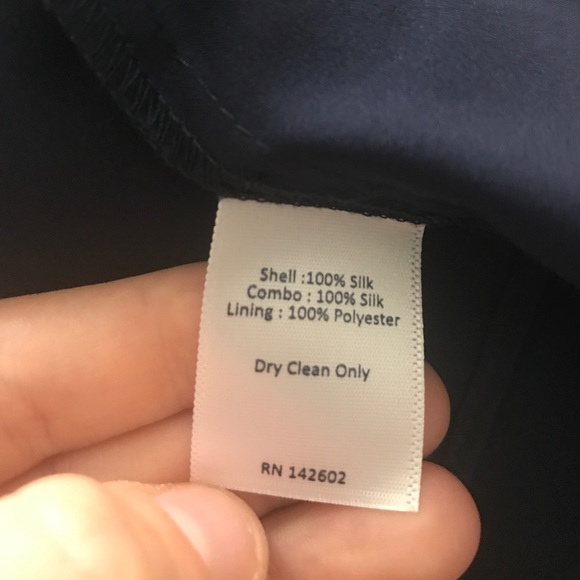 Shell :100% Silk
Combo : 100% Silk
Lining : 100% Polyester
Dry Clean Only
RN 142602